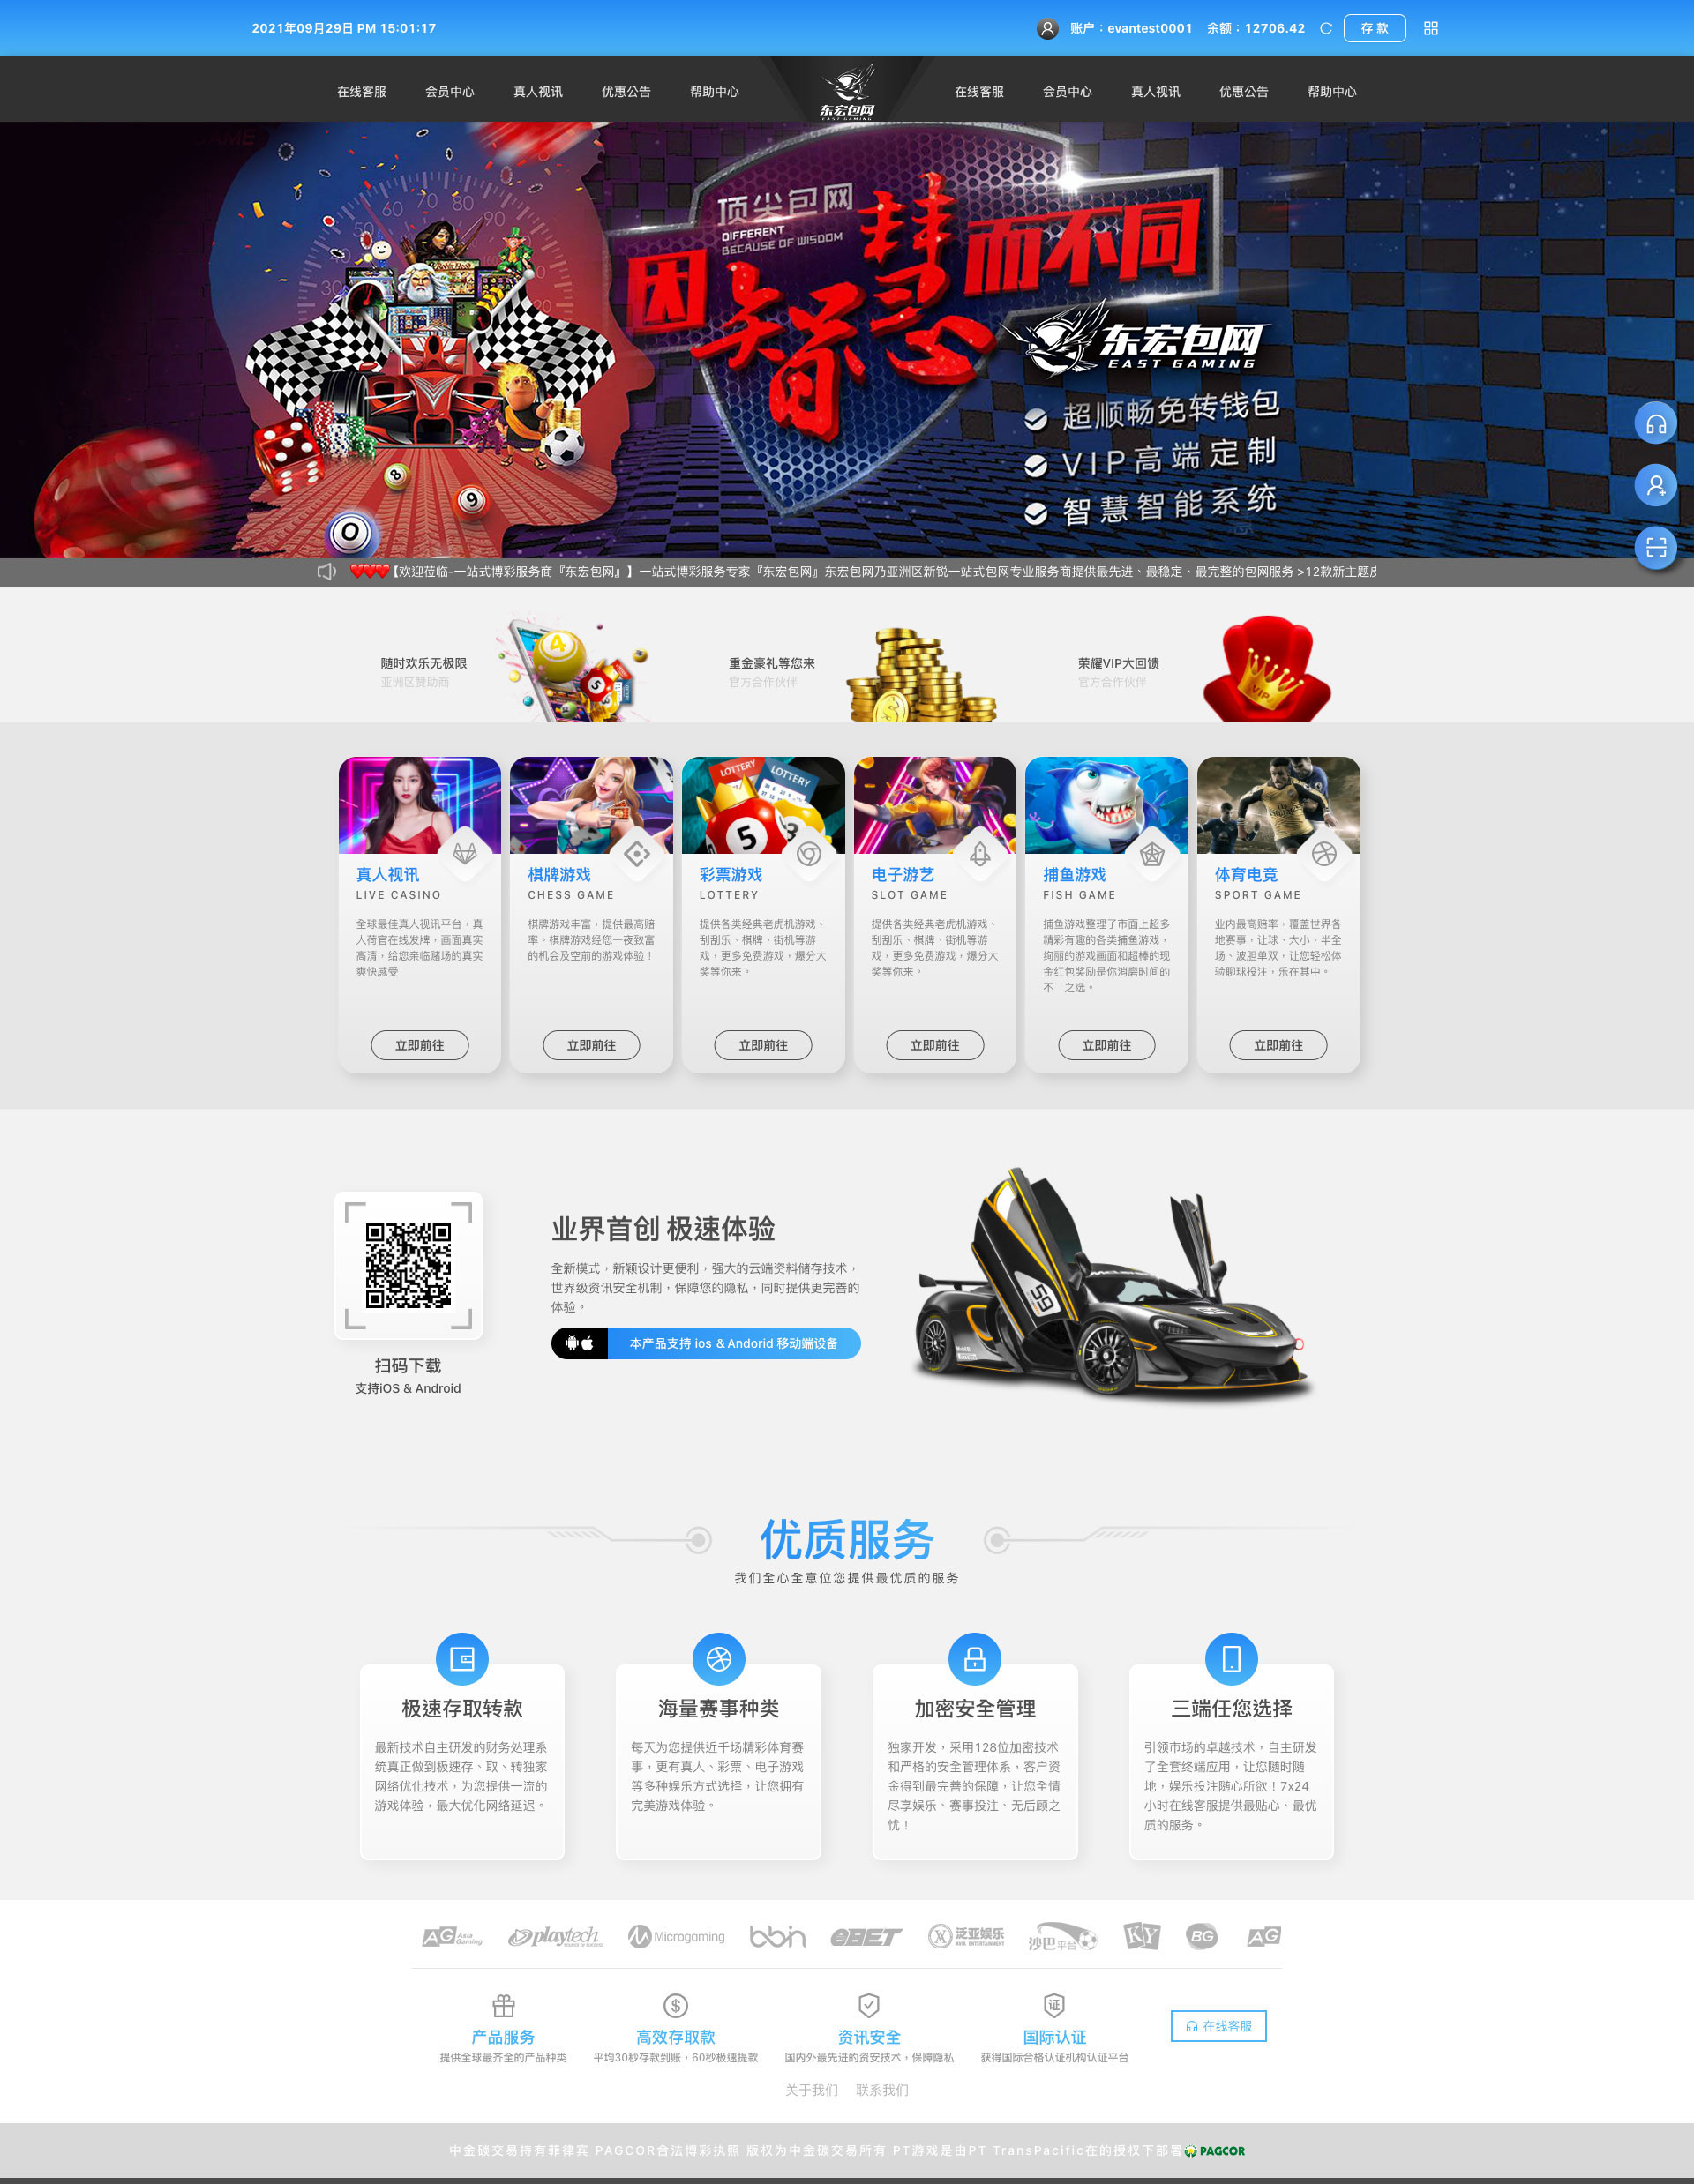 2021年09月29日 PM 15:01:17
账户：evantest0001 余额：12706.42 存 款
在线客服 会员中心 真人视讯 优惠公告 帮助中心
东宏包网
EAST GAMING
在线客服 会员中心 真人视讯 优惠公告 帮助中心
顶尖包网
DIFFERENT
BECAUSE OF WISDOM
因智慧而不同
东宏包网
EAST GAMING
超顺畅免转钱包
VIP高端定制
智慧智能系统
【欢迎莅临-一站式博彩服务商『东宏包网』】一站式博彩服务专家『东宏包网』东宏包网乃亚洲区新锐一站式包网专业服务商提供最先进、最稳定、最完整的包网服务 >12款新主题皮
随时欢乐无极限
亚洲区赞助商
重金豪礼等您来
官方合作伙伴
荣耀VIP大回馈
官方合作伙伴
VIP
LOTTERY
LOTTERY
真人视讯
LIVE CASINO
全球最佳真人视讯平台，真
人荷官在线发牌，画面真实
高清，给您亲临赌场的真实
爽快感受
立即前往
棋牌游戏
CHESS GAME
棋牌游戏丰富，提供最高赔
率。棋牌游戏经您一夜致富
的机会及空前的游戏体验！
立即前往
彩票游戏
LOTTERY
提供各类经典老虎机游戏、
刮刮乐、棋牌、街机等游
戏，更多免费游戏，爆分大
奖等你来。
立即前往
电子游艺
SLOT GAME
提供各类经典老虎机游戏、
刮刮乐、棋牌、街机等游
戏，更多免费游戏，爆分大
奖等你来。
立即前往
捕鱼游戏
FISH GAME
捕鱼游戏整理了市面上超多
精彩有趣的各类捕鱼游戏，
绚丽的游戏画面和超棒的现
金红包奖励是你消磨时间的
不二之选。
立即前往
体育电竞
SPORT GAME
业内最高赔率，覆盖世界各
地赛事，让球、大小、半全
场、波胆单双，让您轻松体
验聊球投注，乐在其中。
立即前往
扫码下载
支持iOS & Android
业界首创 极速体验
全新模式，新颖设计更便利，强大的云端资料储存技术，
世界级资讯安全机制，保障您的隐私，同时提供更完善的
体验。
本产品支持 ios ＆Andorid 移动端设备
59
优质服务
我们全心全意位您提供最优质的服务
极速存取转款
最新技术自主研发的财务处理系
统真正做到极速存、取、转独家
网络优化技术，为您提供一流的
游戏体验，最大优化网络延迟。
海量赛事种类
每天为您提供近千场精彩体育赛
事，更有真人、彩票、电子游戏
等多种娱乐方式选择，让您拥有
完美游戏体验。
加密安全管理
独家开发，采用128位加密技术
和严格的安全管理体系，客户资
金得到最完善的保障，让您全情
尽享娱乐、赛事投注、无后顾之
忧！
三端任您选择
引领市场的卓越技术，自主研发
了全套终端应用，让您随时随
地，娱乐投注随心所欲！7x24
小时在线客服提供最贴心、最优
质的服务。
AG Asia Gaming playtech SOURCE OF SUCCESS Microgaming bbin eBET 泛亚娱乐 ASIA ENTERTAINMENT 沙巴平台 KY BG AG
产品服务
提供全球最齐全的产品种类
高效存取款
平均30秒存款到账，60秒极速提款
资讯安全
国内外最先进的资安技术，保障隐私
证
国际认证
获得国际合格认证机构认证平台
在线客服
关于我们 联系我们
中金碳交易持有菲律宾 PAGCOR合法博彩执照 版权为中金碳交易所有 PT游戏是由PT TransPacific在的授权下部署 PAGCOR